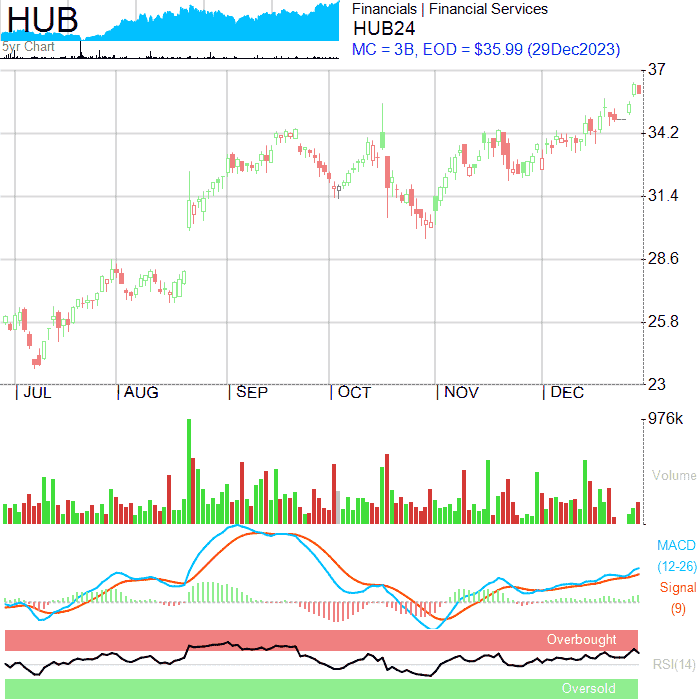 HUB
5yr Chart
Financials | Financial Services
HUB24
MC = 3B, EOD = $35.99 (29Dec2023)
37
34.2
31.4
28.6
25.8
23
| JUL | AUG | SEP | OCT | NOV | DEC
976k
Volume
MACD
(12-26)
Signal
(9)
Overbought
RSI(14)
Oversold